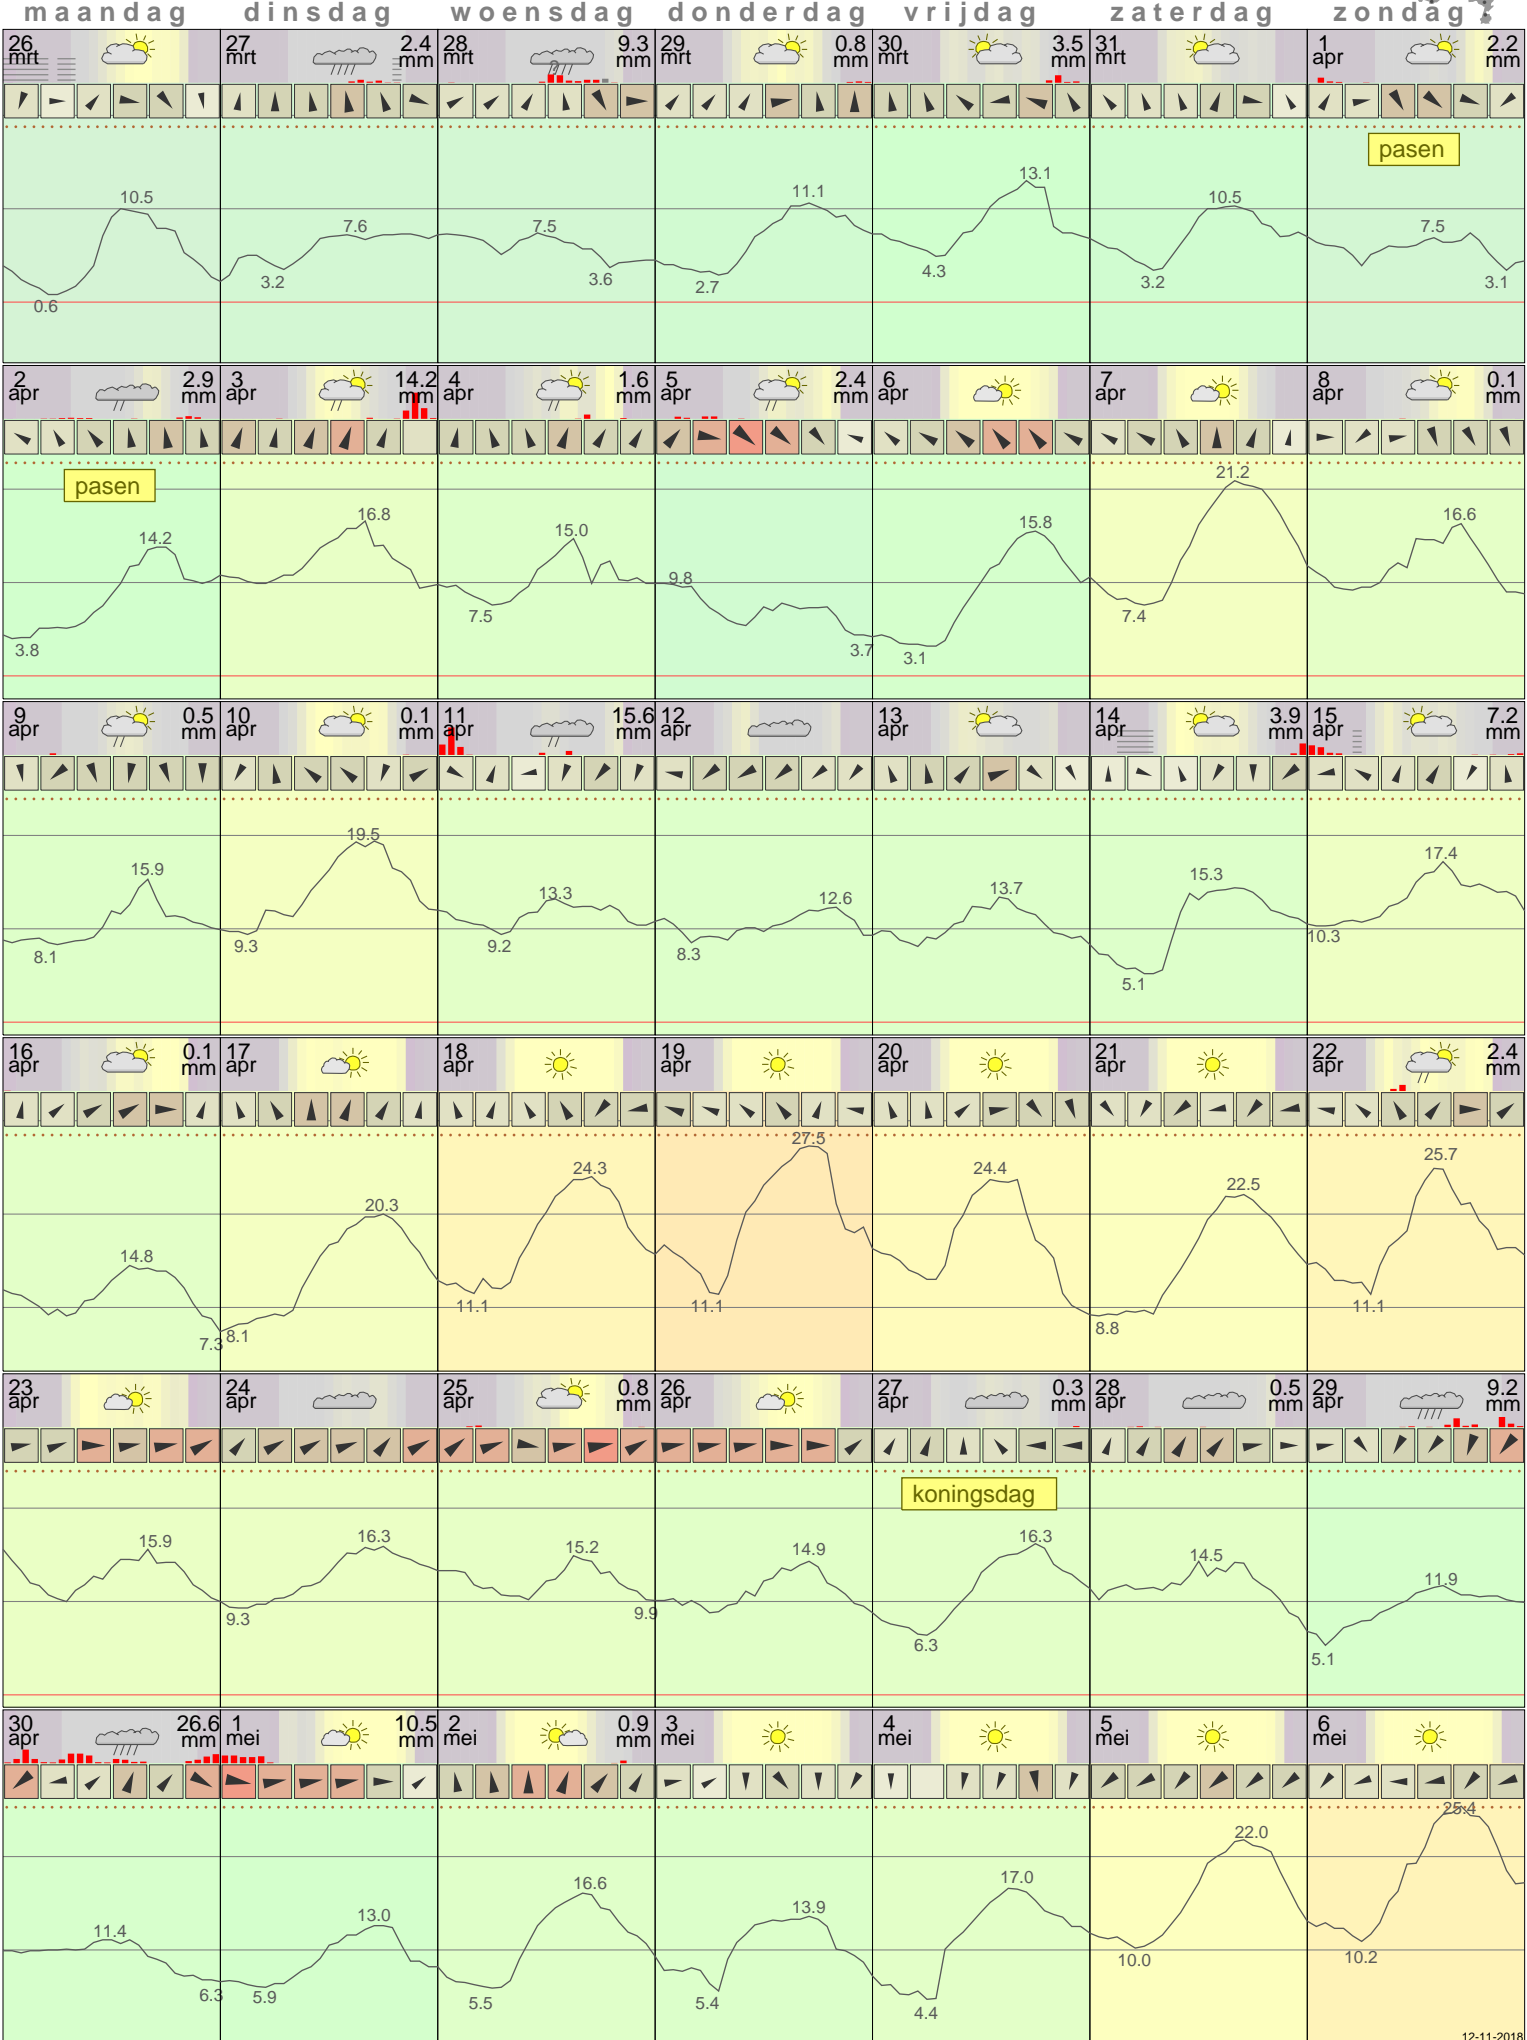 maandag dinsdag woensdag donderdag vrijdag zaterdag zondag
26 mrt
27 mrt 2.4 mm
28 mrt 9.3 mm
29 mrt 0.8 mm
30 mrt 3.5 mm
31 mrt
1 apr 2.2 mm
pasen
10.5 0.6
7.6 3.2
7.5 3.6
11.1 2.7
13.1 4.3
10.5 3.2
7.5 3.1
2 apr 2.9 mm
3 apr 14.2 mm
4 apr 1.6 mm
5 apr 2.4 mm
6 apr
7 apr
8 apr 0.1 mm
pasen
14.2 3.8
16.8
15.0 7.5
9.8 3.7
15.8 3.1
21.2 7.4
16.6
9 apr 0.5 mm
10 apr 0.1 mm
11 apr 15.6 mm
12 apr
13 apr
14 apr 3.9 mm
15 apr 7.2 mm
15.9 8.1
19.5 9.3
13.3 9.2
12.6 8.3
13.7
15.3 5.1
17.4 10.3
16 apr 0.1 mm
17 apr
18 apr
19 apr
20 apr
21 apr
22 apr 2.4 mm
14.8 7.3
20.3 8.1
24.3 11.1
27.5 11.1
24.4
22.5 8.8
25.7 11.1
23 apr
24 apr
25 apr 0.8 mm
26 apr
27 apr 0.3 mm
28 apr 0.5 mm
29 apr 9.2 mm
koningsdag
15.9
16.3 9.3
15.2 9.9
14.9
16.3 6.3
14.5
11.9 5.1
30 apr 26.6 mm
1 mei 10.5 mm
2 mei 0.9 mm
3 mei
4 mei
5 mei
6 mei
11.4 6.3
13.0 5.9
16.6 5.5
13.9 5.4
17.0 4.4
22.0 10.0
25.4 10.2
12-11-2018